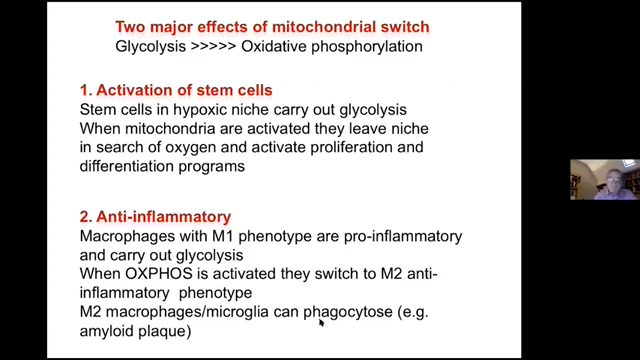 Two major effects of mitochondrial switch
Glycolysis >>>>> Oxidative phosphorylation
1. Activation of stem cells
Stem cells in hypoxic niche carry out glycolysis
When mitochondria are activated they leave niche
in search of oxygen and activate proliferation and
differentiation programs
2. Anti-inflammatory
Macrophages with M1 phenotype are pro-inflammatory
and carry out glycolysis
When OXPHOS is activated they switch to M2 anti-
inflammatory phenotype
M2 macrophages/microglia can phagocytose (e.g.
amyloid plaque)